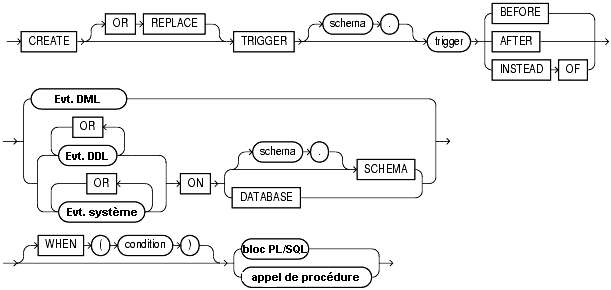 BEFORE
OR REPLACE schema .
CREATE TRIGGER trigger AFTER
INSTEAD OF
Evt. DML
OR
Evt. DDL schema .
OR ON SCHEMA
Evt. système DATABASE
WHEN ( condition ) bloc PL/SQL
appel de procédure